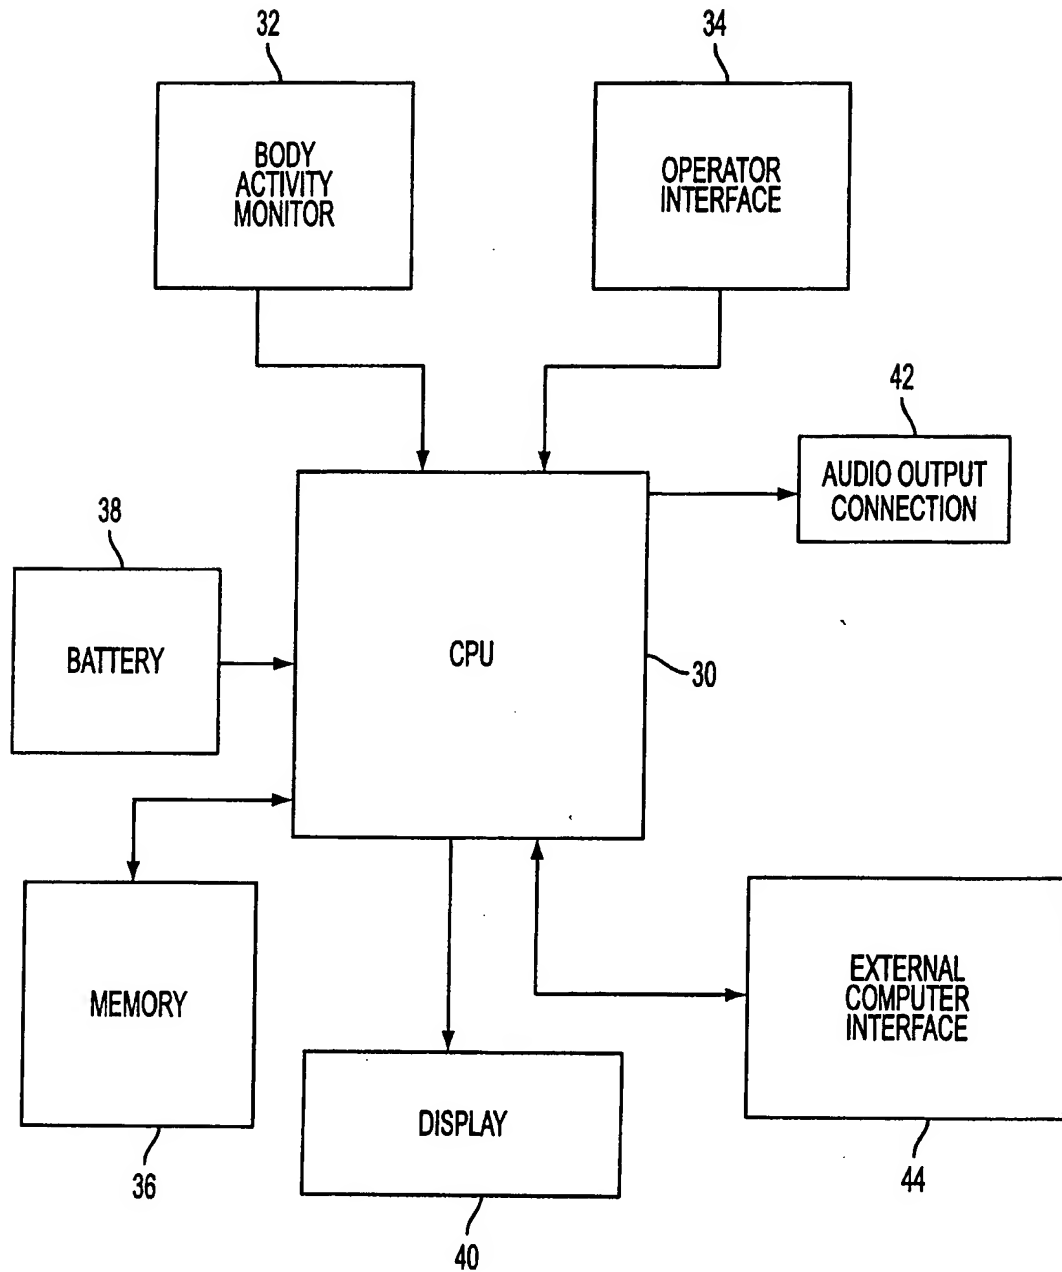 32
34
BODY
ACTIVITY
MONITOR
OPERATOR
INTERFACE
42
AUDIO OUTPUT
CONNECTION
38
BATTERY
CPU
30
MEMORY
EXTERNAL
COMPUTER
INTERFACE
DISPLAY
36
44
40